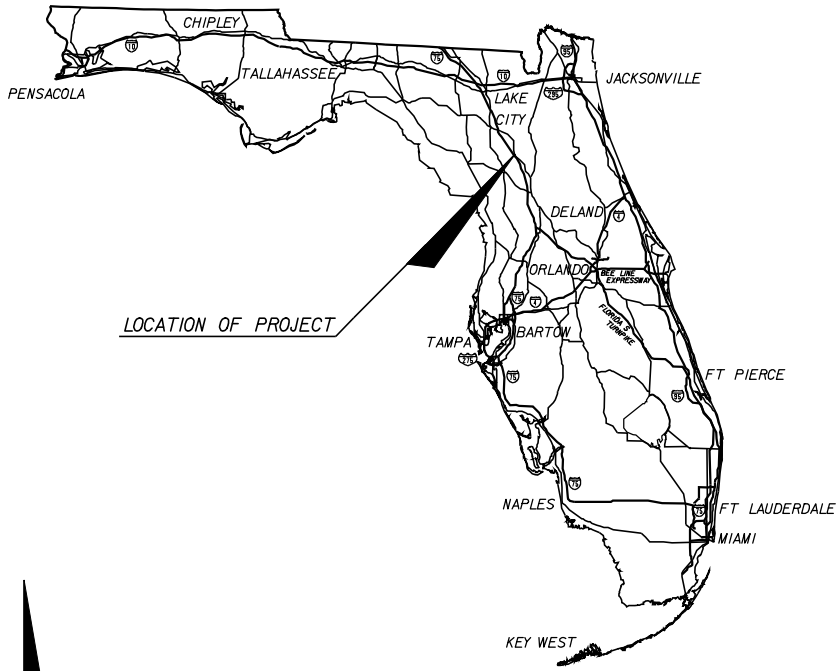 CHIPLEY
10
75
95
TALLAHASSEE
10
JACKSONVILLE
PENSACOLA
LAKE
CITY
295
DELAND
4
ORLANDO
BEE LINE
EXPRESSWAY
75
4
FLORIDA'S
TURNPIKE
LOCATION OF PROJECT
TAMPA
BARTOW
275
75
FT PIERCE
95
75
NAPLES
75
FT LAUDERDALE
MIAMI
KEY WEST